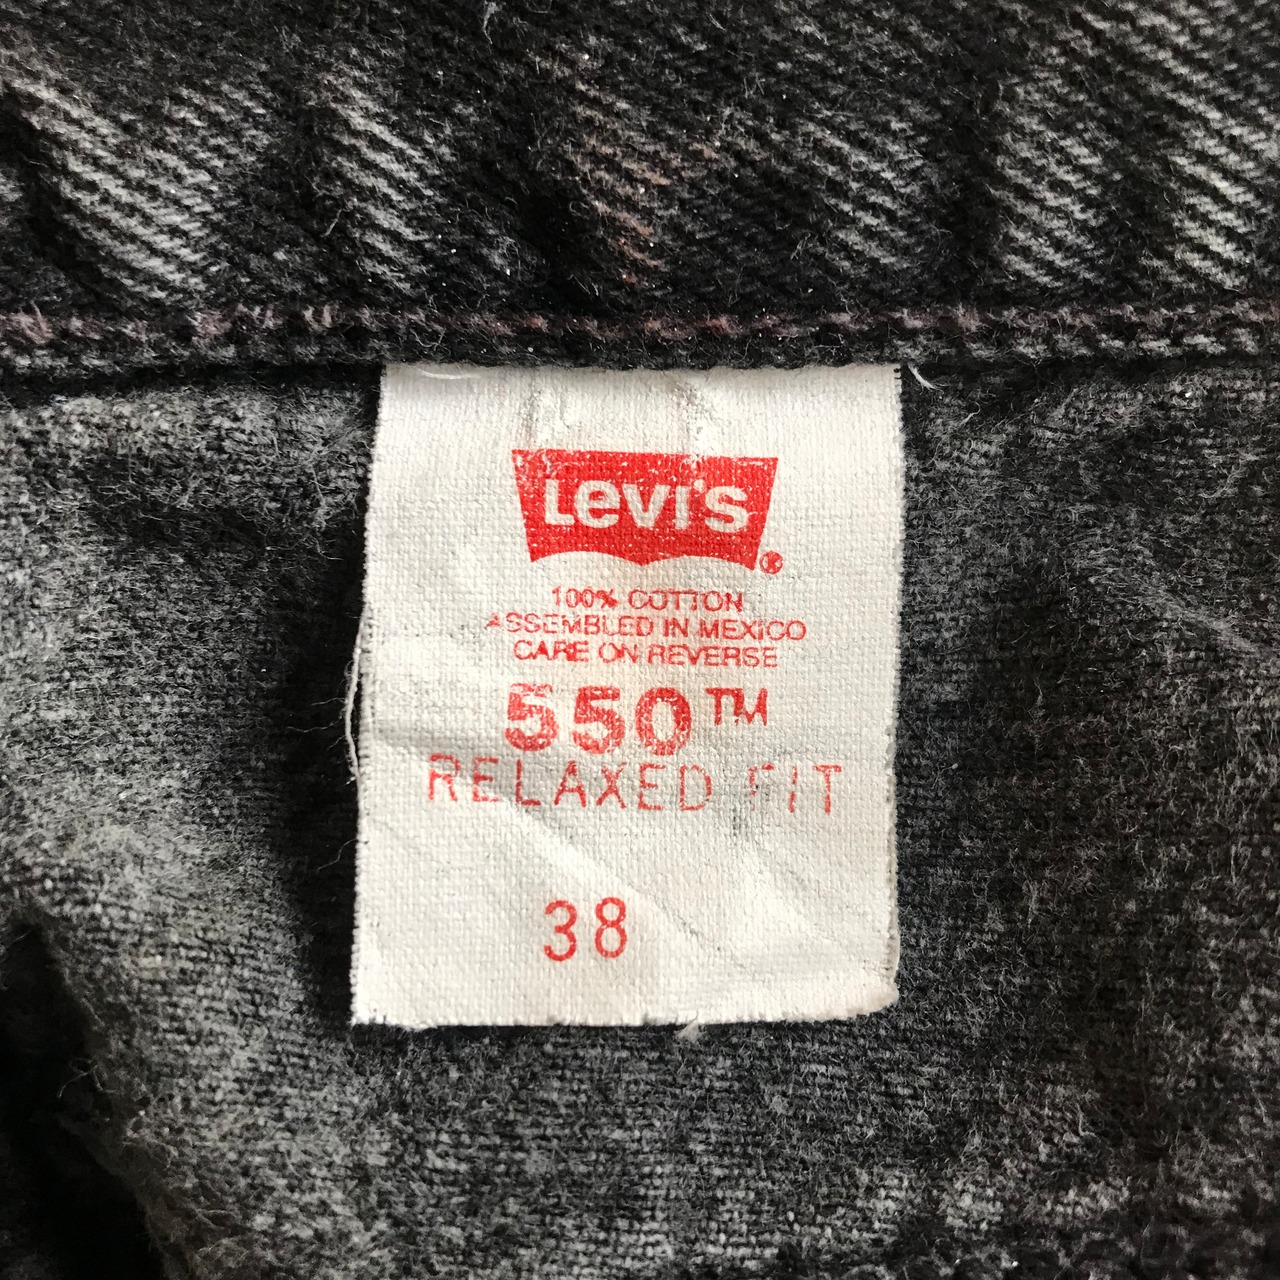 Levi's ®
100% COTTON
ASSEMBLED IN MEXICO
CARE ON REVERSE
550™
RELAXED FIT
38